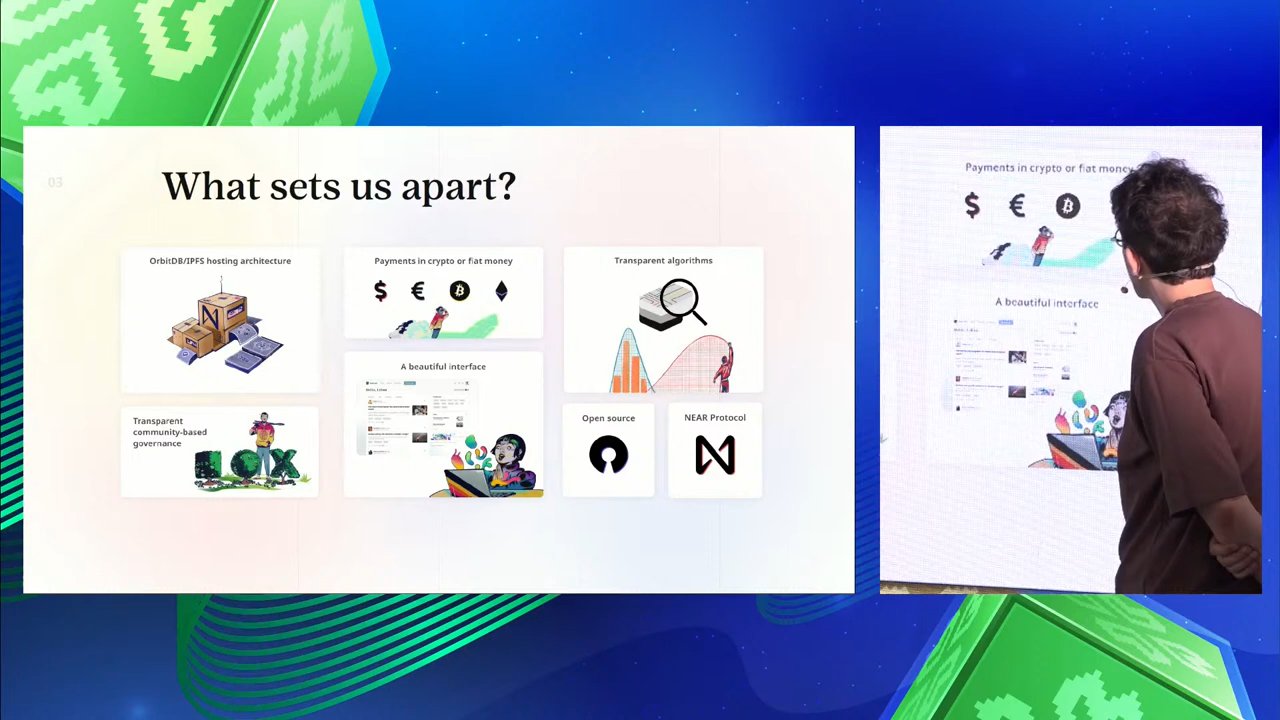 03
What sets us apart?
OrbitDB/IPFS hosting architecture
Payments in crypto or fiat money
Transparent algorithms
$ €
A beautiful interface
Transparent
community-based
governance
Open source
NEAR Protocol
Payments in crypto or fiat money
$ €
A beautiful interface